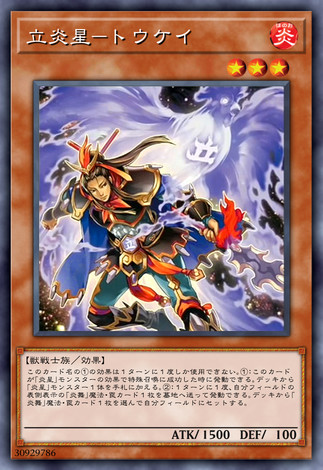 立炎星－トウケイ
ほのお
炎
【獣戦士族／効果】
このカード名の①の効果は１ターンに１度しか使用できない。①：このカード
が「炎星」モンスターの効果で特殊召喚に成功した時に発動できる。デッキから
「炎星」モンスター１体を手札に加える。②：１ターンに１度、自分フィールドの
表側表示の「炎舞」魔法・罠カード１枚を墓地へ送って発動できる。デッキから「
炎舞」魔法・罠カード１枚を選んで自分フィールドにセットする。
ATK/ 1500 DEF/ 100
30929786